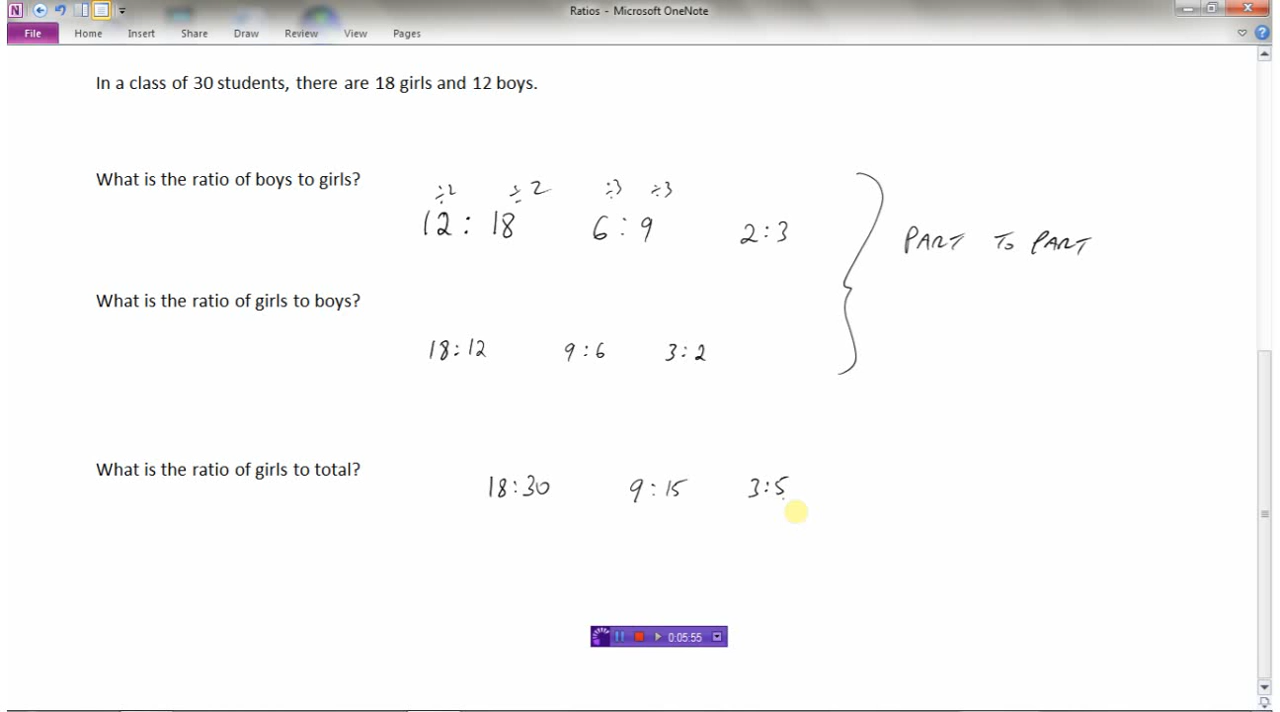 Ratios - Microsoft OneNote
File Home Insert Share Draw Review View Pages
In a class of 30 students, there are 18 girls and 12 boys.
What is the ratio of boys to girls?
÷2 ÷2 ÷3 ÷3
12 : 18 6 : 9 2 : 3
PART TO PART
What is the ratio of girls to boys?
18 : 12 9 : 6 3 : 2
What is the ratio of girls to total?
18 : 30 9 : 15 3 : 5
0:05:55